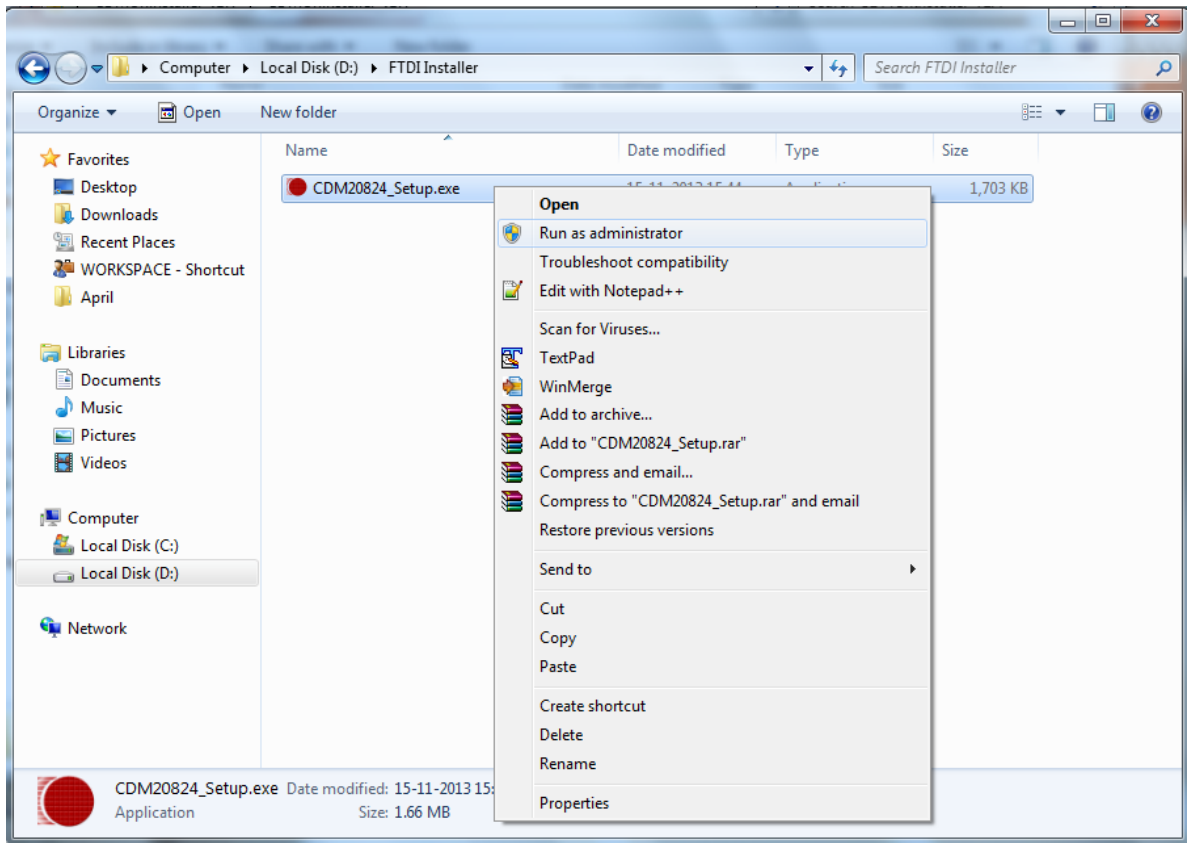 Computer Local Disk (D:) FTDI Installer
Search FTDI Installer
Organize Open New folder
Favorites
Desktop
Downloads
Recent Places
WORKSPACE - Shortcut
April
Libraries
Documents
Music
Pictures
Videos
Computer
Local Disk (C:)
Local Disk (D:)
Network
Name Date modified Type Size
CDM20824_Setup.exe 1,703 KB
Open
Run as administrator
Troubleshoot compatibility
Edit with Notepad++
Scan for Viruses...
TextPad
WinMerge
Add to archive...
Add to "CDM20824_Setup.rar"
Compress and email...
Compress to "CDM20824_Setup.rar" and email
Restore previous versions
Send to
Cut
Copy
Paste
Create shortcut
Delete
Rename
Properties
CDM20824_Setup.exe Date modified: 15-11-2013 15:
Application Size: 1.66 MB